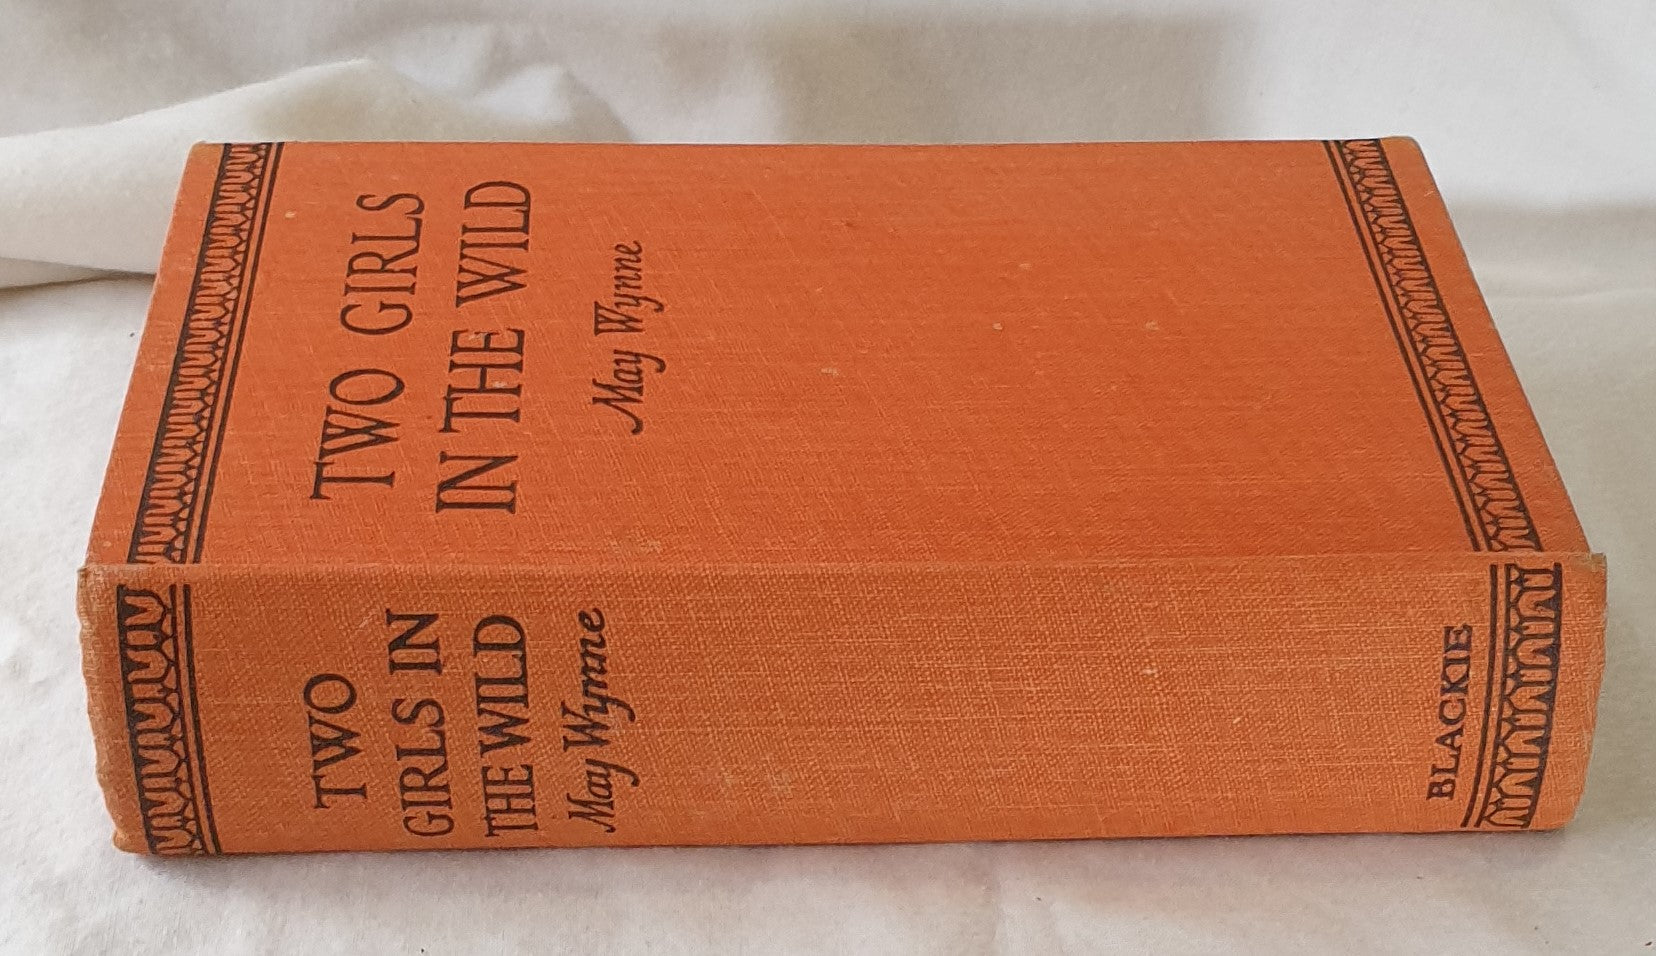 TWO GIRLS
IN THE WILD
May Wynne
TWO
GIRLS IN
THE WILD
May Wynne
BLACKIE